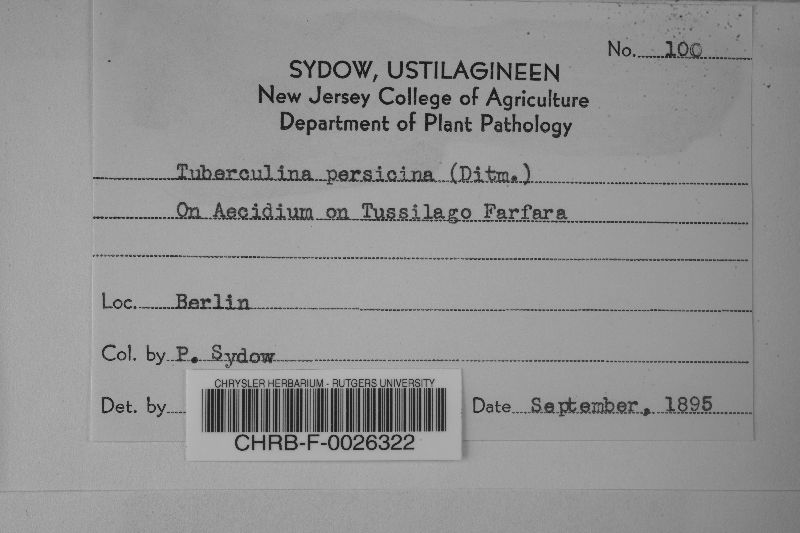 No. 100
SYDOW, USTILAGINEEN
New Jersey College of Agriculture
Department of Plant Pathology
Tuberculina persicina (Ditm.)
On Aecidium on Tussilago Farfara
Loc. Berlin
Col. by P. Sydow
Det. by
Date September, 1895
CHRYSLER HERBARIUM - RUTGERS UNIVERSITY
CHRB-F-0026322